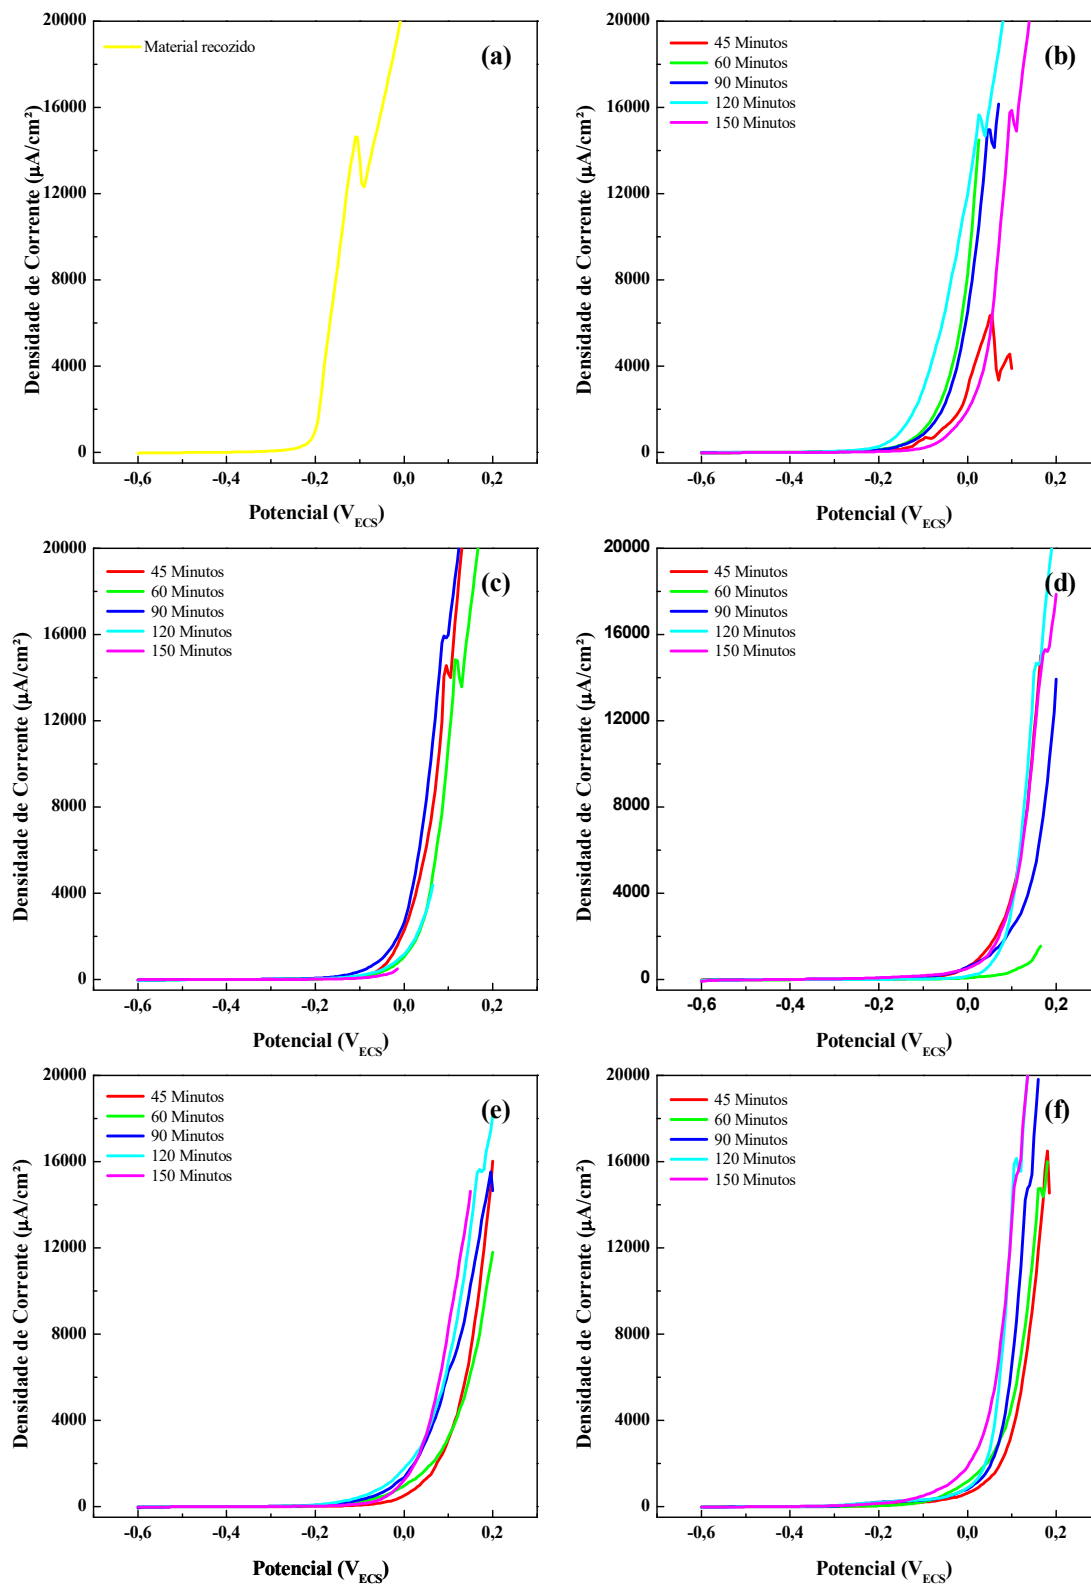 20000
16000
12000
8000
4000
0
Densidade de Corrente (µA/cm²)
Material recozido
(a)
-0,6 -0,4 -0,2 0,0 0,2
Potencial (V_ECS)
20000
16000
12000
8000
4000
0
Densidade de Corrente (µA/cm²)
45 Minutos
60 Minutos
90 Minutos
120 Minutos
150 Minutos
(b)
-0,6 -0,4 -0,2 0,0 0,2
Potencial (V_ECS)
20000
16000
12000
8000
4000
0
Densidade de Corrente (µA/cm²)
45 Minutos
60 Minutos
90 Minutos
120 Minutos
150 Minutos
(c)
-0,6 -0,4 -0,2 0,0 0,2
Potencial (V_ECS)
20000
16000
12000
8000
4000
0
Densidade de Corrente (µA/cm²)
45 Minutos
60 Minutos
90 Minutos
120 Minutos
150 Minutos
(d)
-0,6 -0,4 -0,2 0,0 0,2
Potencial (V_ECS)
20000
16000
12000
8000
4000
0
Densidade de Corrente (µA/cm²)
45 Minutos
60 Minutos
90 Minutos
120 Minutos
150 Minutos
(e)
-0,6 -0,4 -0,2 0,0 0,2
Potencial (V_ECS)
20000
16000
12000
8000
4000
0
Densidade de Corrente (µA/cm²)
45 Minutos
60 Minutos
90 Minutos
120 Minutos
150 Minutos
(f)
-0,6 -0,4 -0,2 0,0 0,2
Potencial (V_ECS)